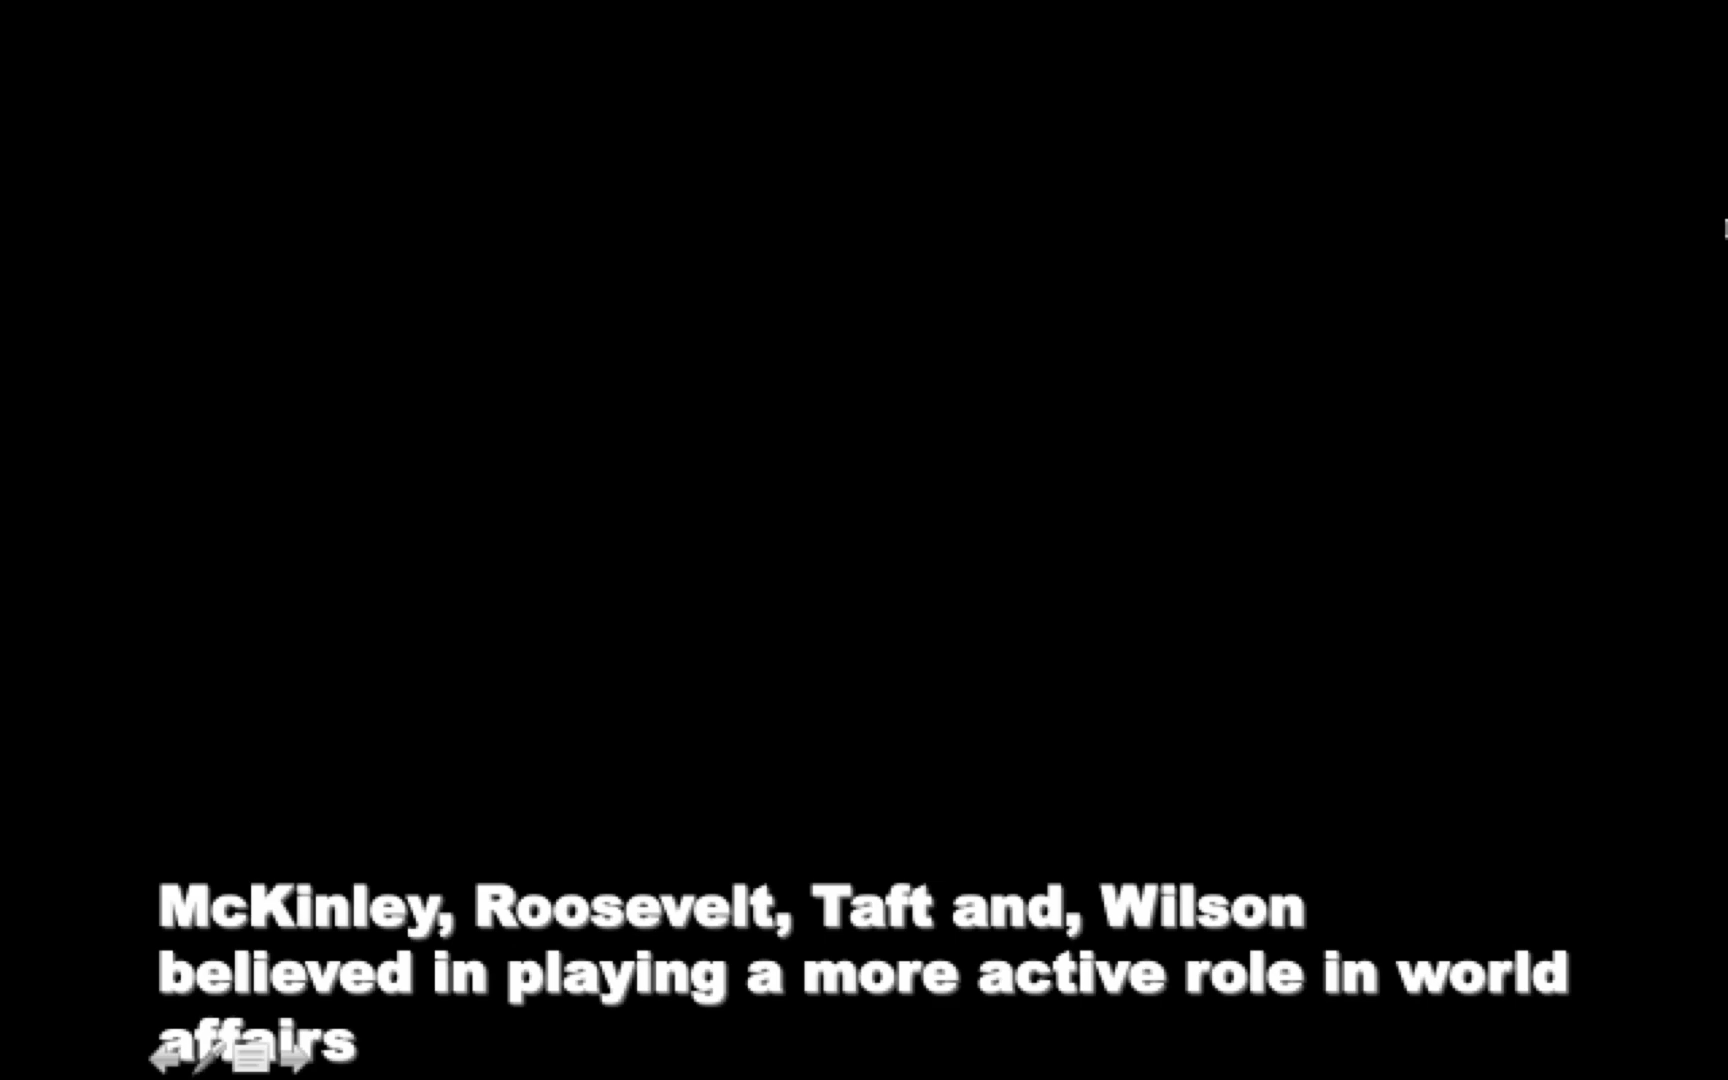 McKinley, Roosevelt, Taft and, Wilson
believed in playing a more active role in world
affairs